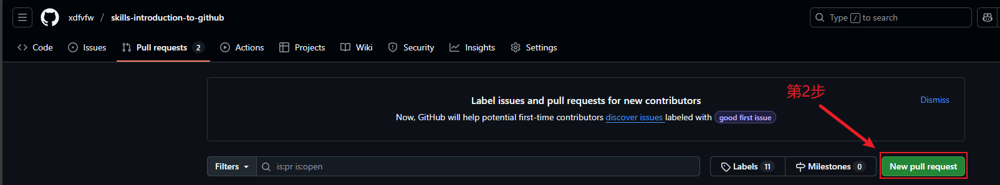 xdfvfw / skills-introduction-to-github
Type / to search
Code Issues Pull requests 2 Actions Projects Wiki Security Insights Settings
第2步
Label issues and pull requests for new contributors
Dismiss
Now, GitHub will help potential first-time contributors discover issues labeled with good first issue
Filters is:pr is:open Labels 11 Milestones 0 New pull request